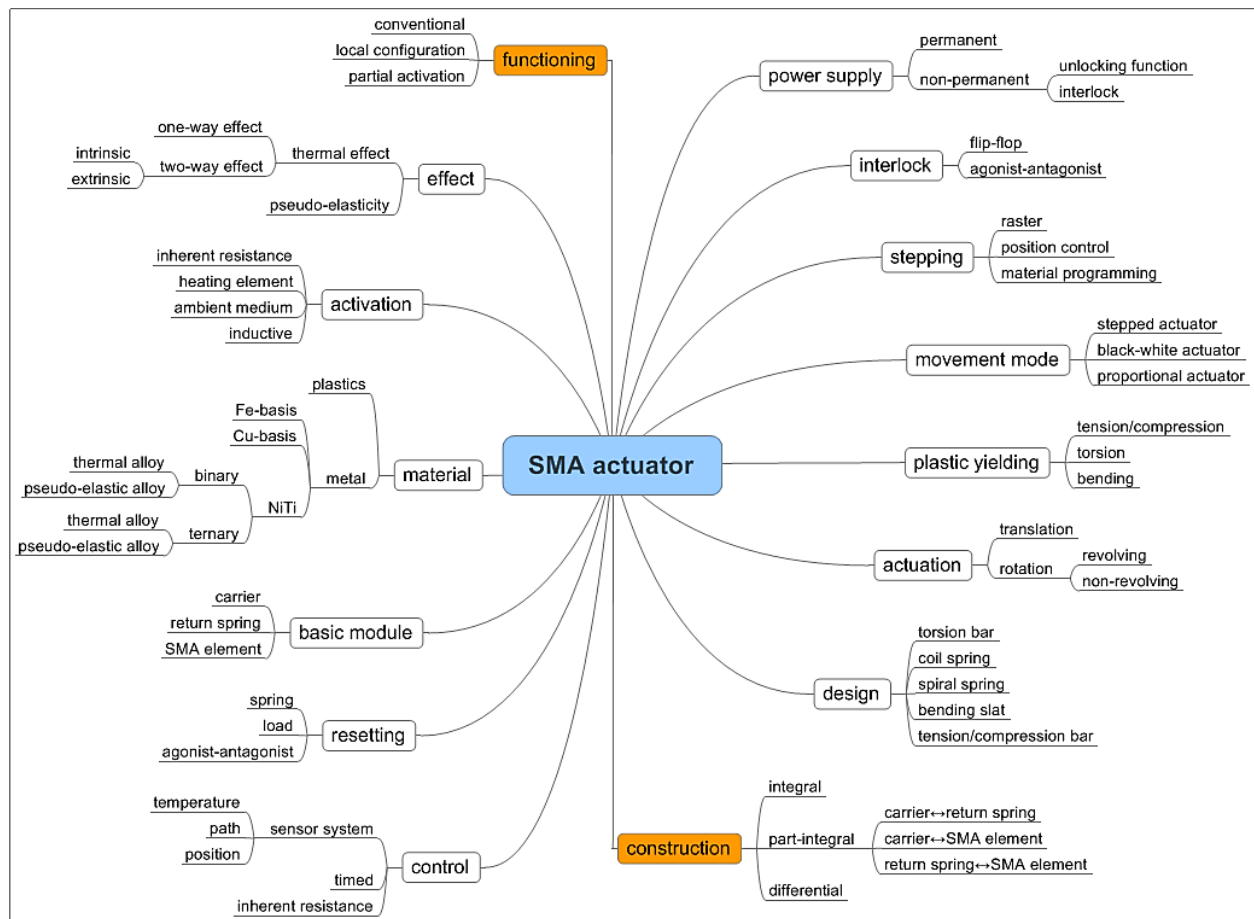 SMA actuator
functioning
conventional
local configuration
partial activation
effect
thermal effect
one-way effect
two-way effect
intrinsic
extrinsic
pseudo-elasticity
activation
inherent resistance
heating element
ambient medium
inductive
material
plastics
metal
Fe-basis
Cu-basis
NiTi
binary
thermal alloy
pseudo-elastic alloy
ternary
thermal alloy
pseudo-elastic alloy
basic module
carrier
return spring
SMA element
resetting
spring
load
agonist-antagonist
control
sensor system
temperature
path
position
timed
inherent resistance
power supply
permanent
non-permanent
unlocking function
interlock
interlock
flip-flop
agonist-antagonist
stepping
raster
position control
material programming
movement mode
stepped actuator
black-white actuator
proportional actuator
plastic yielding
tension/compression
torsion
bending
actuation
translation
rotation
revolving
non-revolving
design
torsion bar
coil spring
spiral spring
bending slat
tension/compression bar
construction
integral
part-integral
carrier↔return spring
carrier↔SMA element
return spring↔SMA element
differential